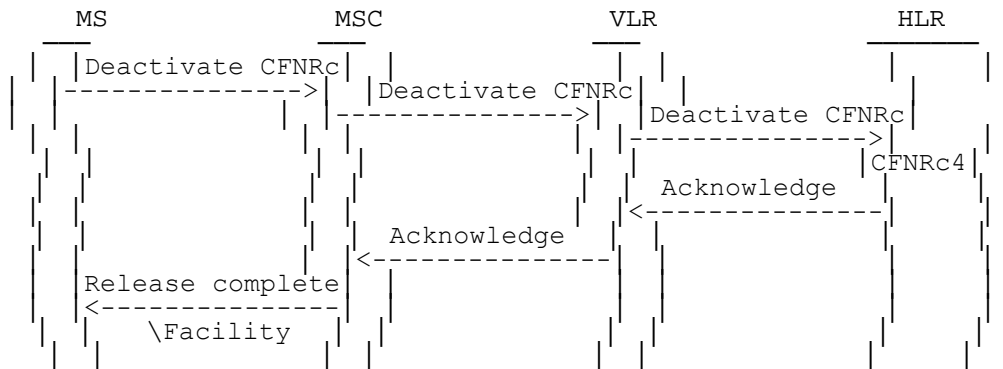 MS MSC VLR HLR
Deactivate CFNRc
Deactivate CFNRc
Deactivate CFNRc
CFNRc4
Acknowledge
Acknowledge
Release complete
\Facility